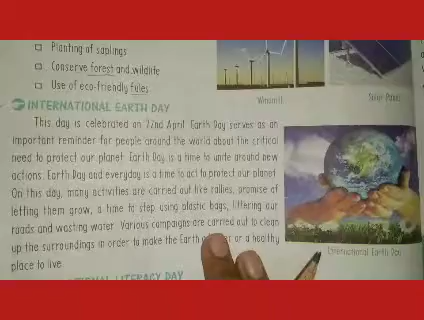 Planting of saplings
Conserve forest and wildlife
Use of eco-friendly fules
Windmill
Solar Panel
INTERNATIONAL EARTH DAY
This day is celebrated on 22nd April. Earth Day serves as an
important reminder for people around the world about the critical
need to protect our planet. Earth Day is a time to unite around new
actions. Earth Day and everyday is a time to act to protect our planet.
On this day, many activities are carried out like rallies, promise of
letting them grow, a time to stop using plastic bags, littering our
roads and wasting water. Various campaigns are carried out to clean
up the surroundings in order to make the Earth or a healthy
place to live.
International Earth Day
LITERACY DAY